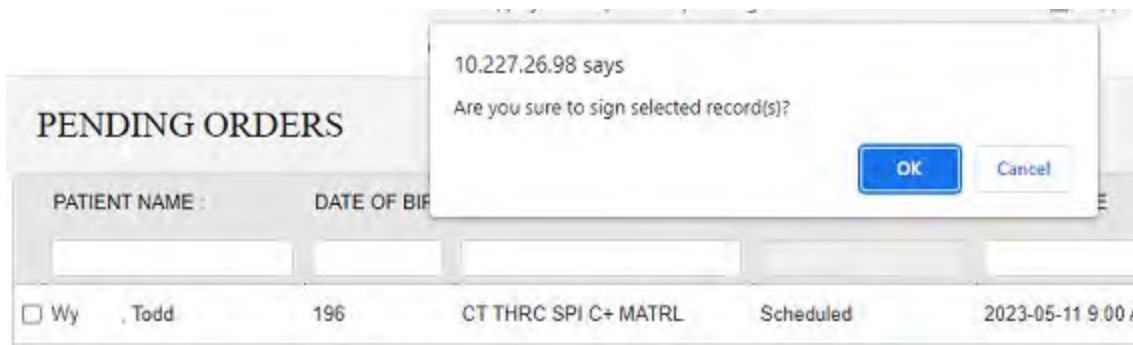 10.227.26.98 says
Are you sure to sign selected record(s)?
OK Cancel
PENDING ORDERS
PATIENT NAME : DATE OF BIF E
Wy , Todd 196 CT THRC SPI C+ MATRL Scheduled 2023-05-11 9:00 A